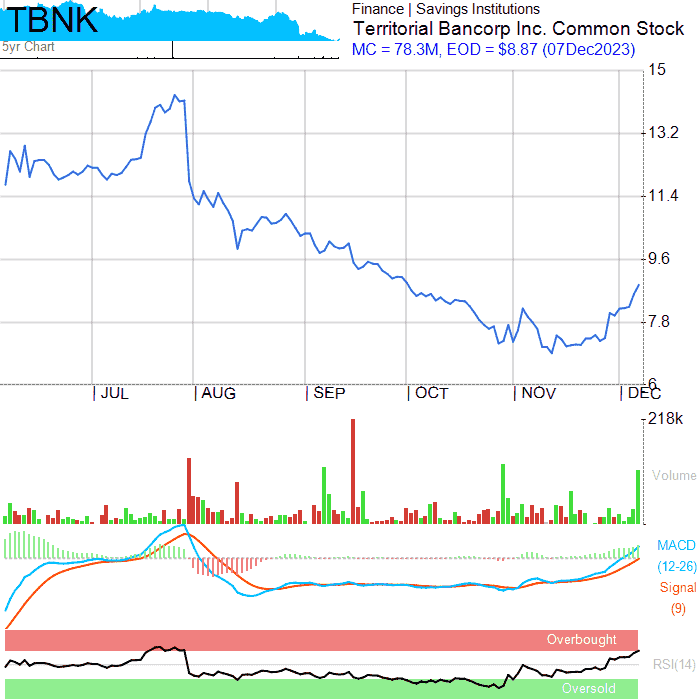 TBNK
5yr Chart
Finance | Savings Institutions
Territorial Bancorp Inc. Common Stock
MC = 78.3M, EOD = $8.87 (07Dec2023)
15
13.2
11.4
9.6
7.8
6
JUL AUG SEP OCT NOV DEC
218k
Volume
MACD
(12-26)
Signal
(9)
Overbought
RSI(14)
Oversold